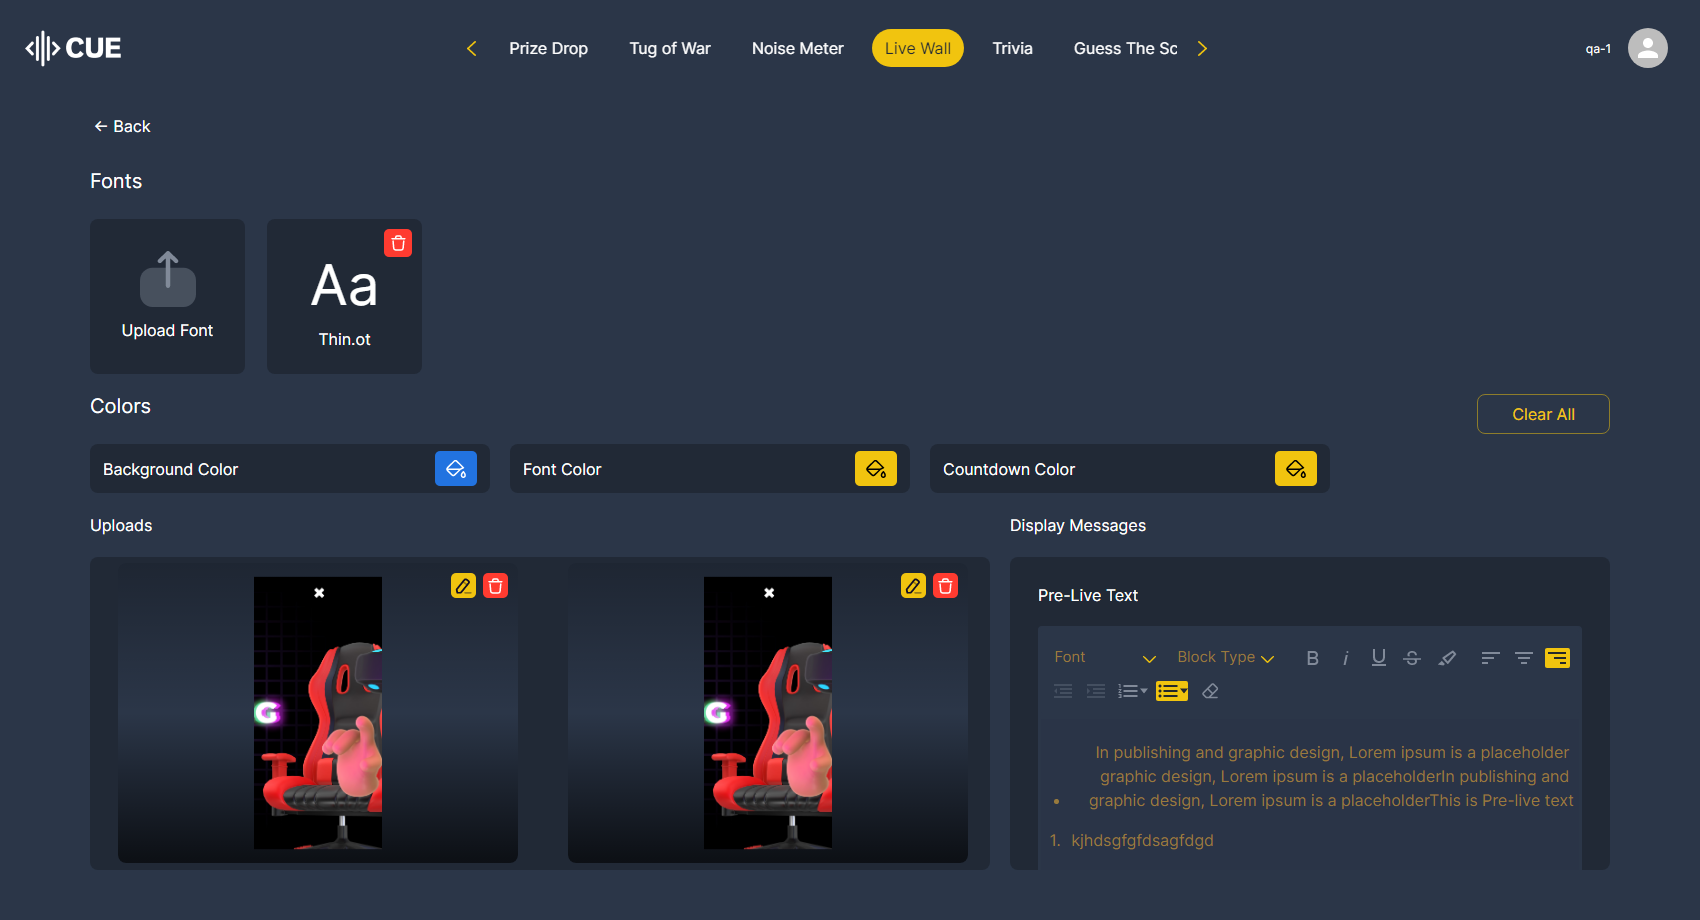 CUE
Prize Drop
Tug of War
Noise Meter
Live Wall
Trivia
Guess The Sc
qa-1
Back
Fonts
Upload Font
Aa
Thin.ot
Colors
Clear All
Background Color
Font Color
Countdown Color
Uploads
Display Messages
G
G
Pre-Live Text
Font
Block Type
B
i
U
S
In publishing and graphic design, Lorem ipsum is a placeholder
graphic design, Lorem ipsum is a placeholderIn publishing and
• graphic design, Lorem ipsum is a placeholderThis is Pre-live text
1. kjhdsgfgfdsagfdgd